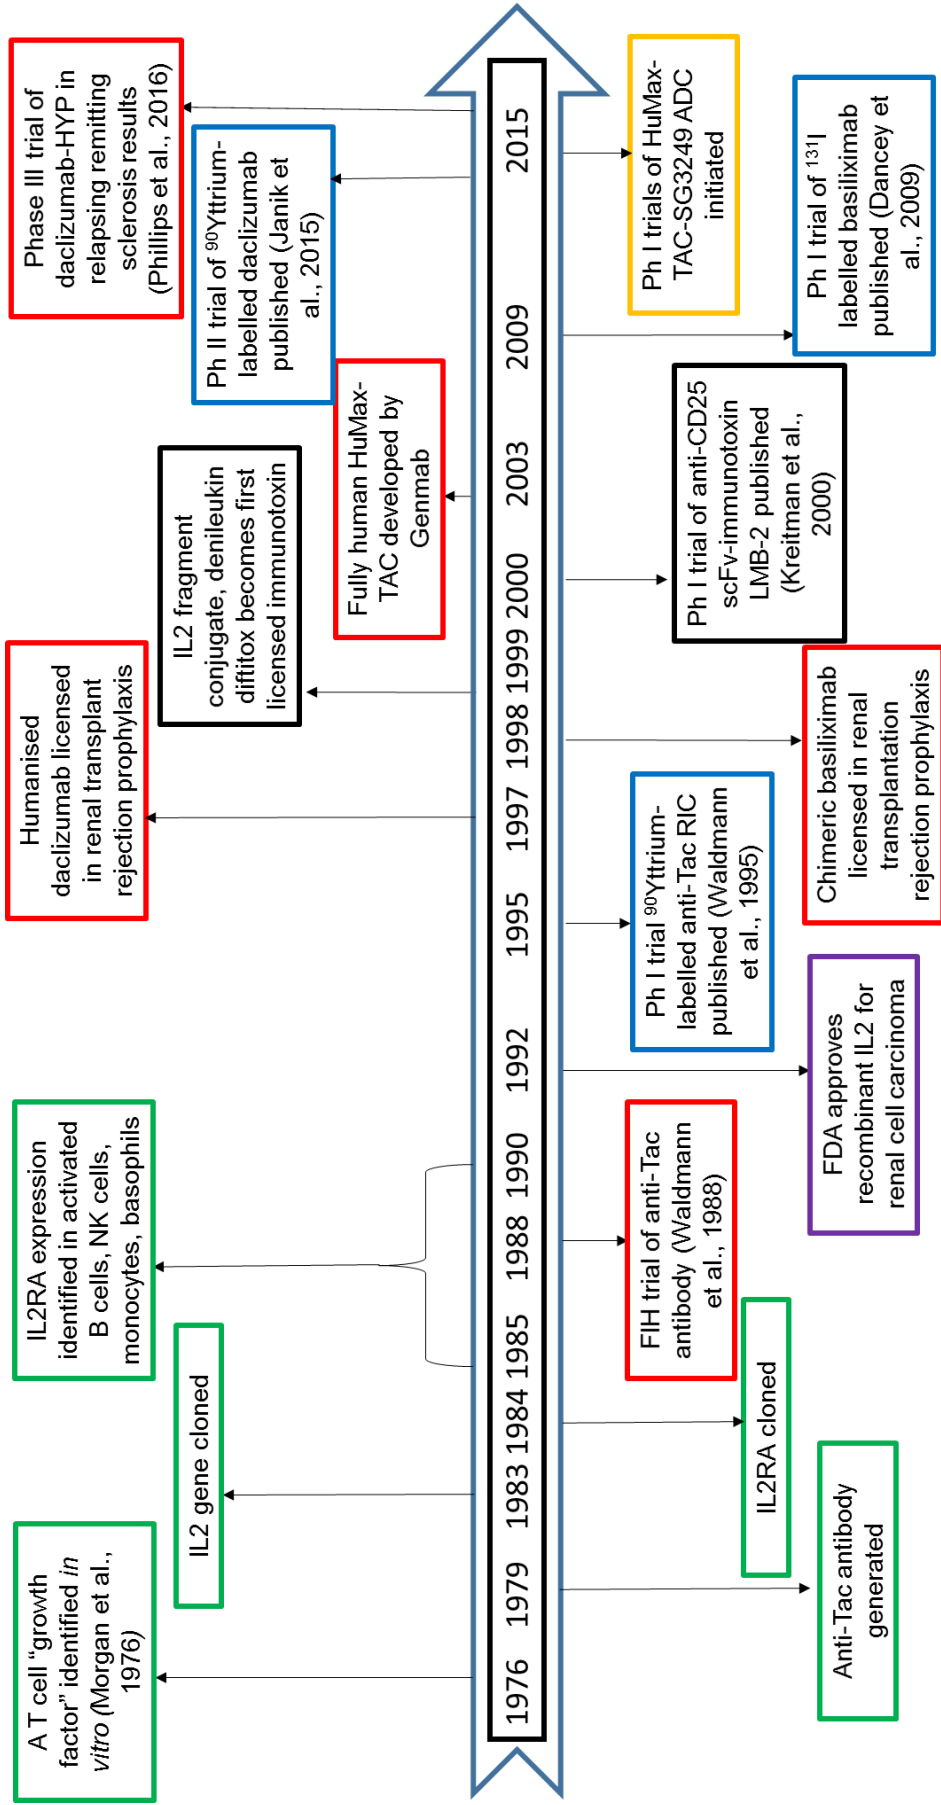 A T cell “growth
factor” identified in
vitro (Morgan et al.,
1976)
IL2 gene cloned
IL2RA expression
identified in activated
B cells, NK cells,
monocytes, basophils
Humanised
daclizumab licensed
in renal transplant
rejection prophylaxis
IL2 fragment
conjugate, denileukin
diftitox becomes first
licensed immunotoxin
Fully human HuMax-
TAC developed by
Genmab
Ph II trial of ⁹⁰Yttrium-
labelled daclizumab
published (Janik et
al., 2015)
Phase III trial of
daclizumab-HYP in
relapsing remitting
sclerosis results
(Phillips et al., 2016)
1976 1979 1983 1984 1985 1988 1990 1992 1995 1997 1998 1999 2000 2003 2009 2015
Anti-Tac antibody
generated
IL2RA cloned
FIH trial of anti-Tac
antibody (Waldmann
et al., 1988)
FDA approves
recombinant IL2 for
renal cell carcinoma
Ph I trial ⁹⁰Yttrium-
labelled anti-Tac RIC
published (Waldmann
et al., 1995)
Chimeric basiliximab
licensed in renal
transplantation
rejection prophylaxis
Ph I trial of anti-CD25
scFv-immunotoxin
LMB-2 published
(Kreitman et al.,
2000)
Ph I trial of ¹³¹I
labelled basiliximab
published (Dancey et
al., 2009)
Ph I trials of HuMax-
TAC-SG3249 ADC
initiated